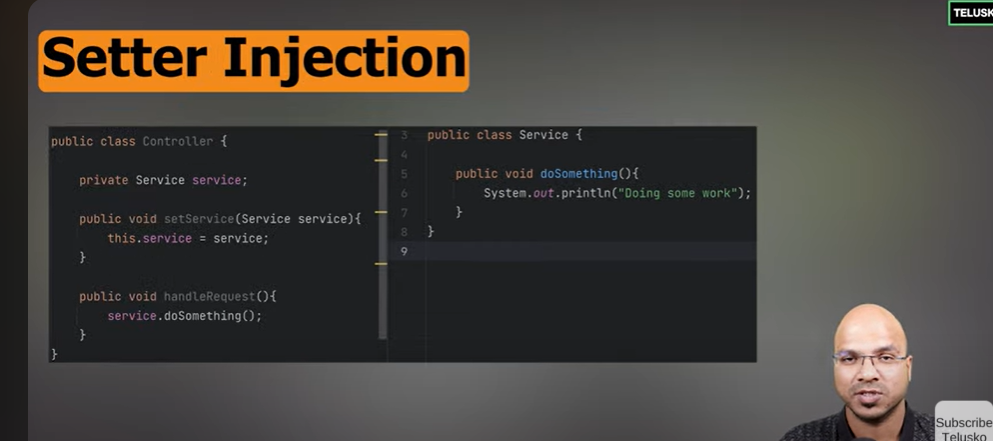 TELUSK
Setter Injection
public class Controller {
private Service service;
public void setService(Service service){
this.service = service;
}
public void handleRequest(){
service.doSomething();
}
}
3 public class Service {
4
5 public void doSomething(){
6 System.out.println("Doing some work");
7 }
8 }
9
Subscribe
Telusko